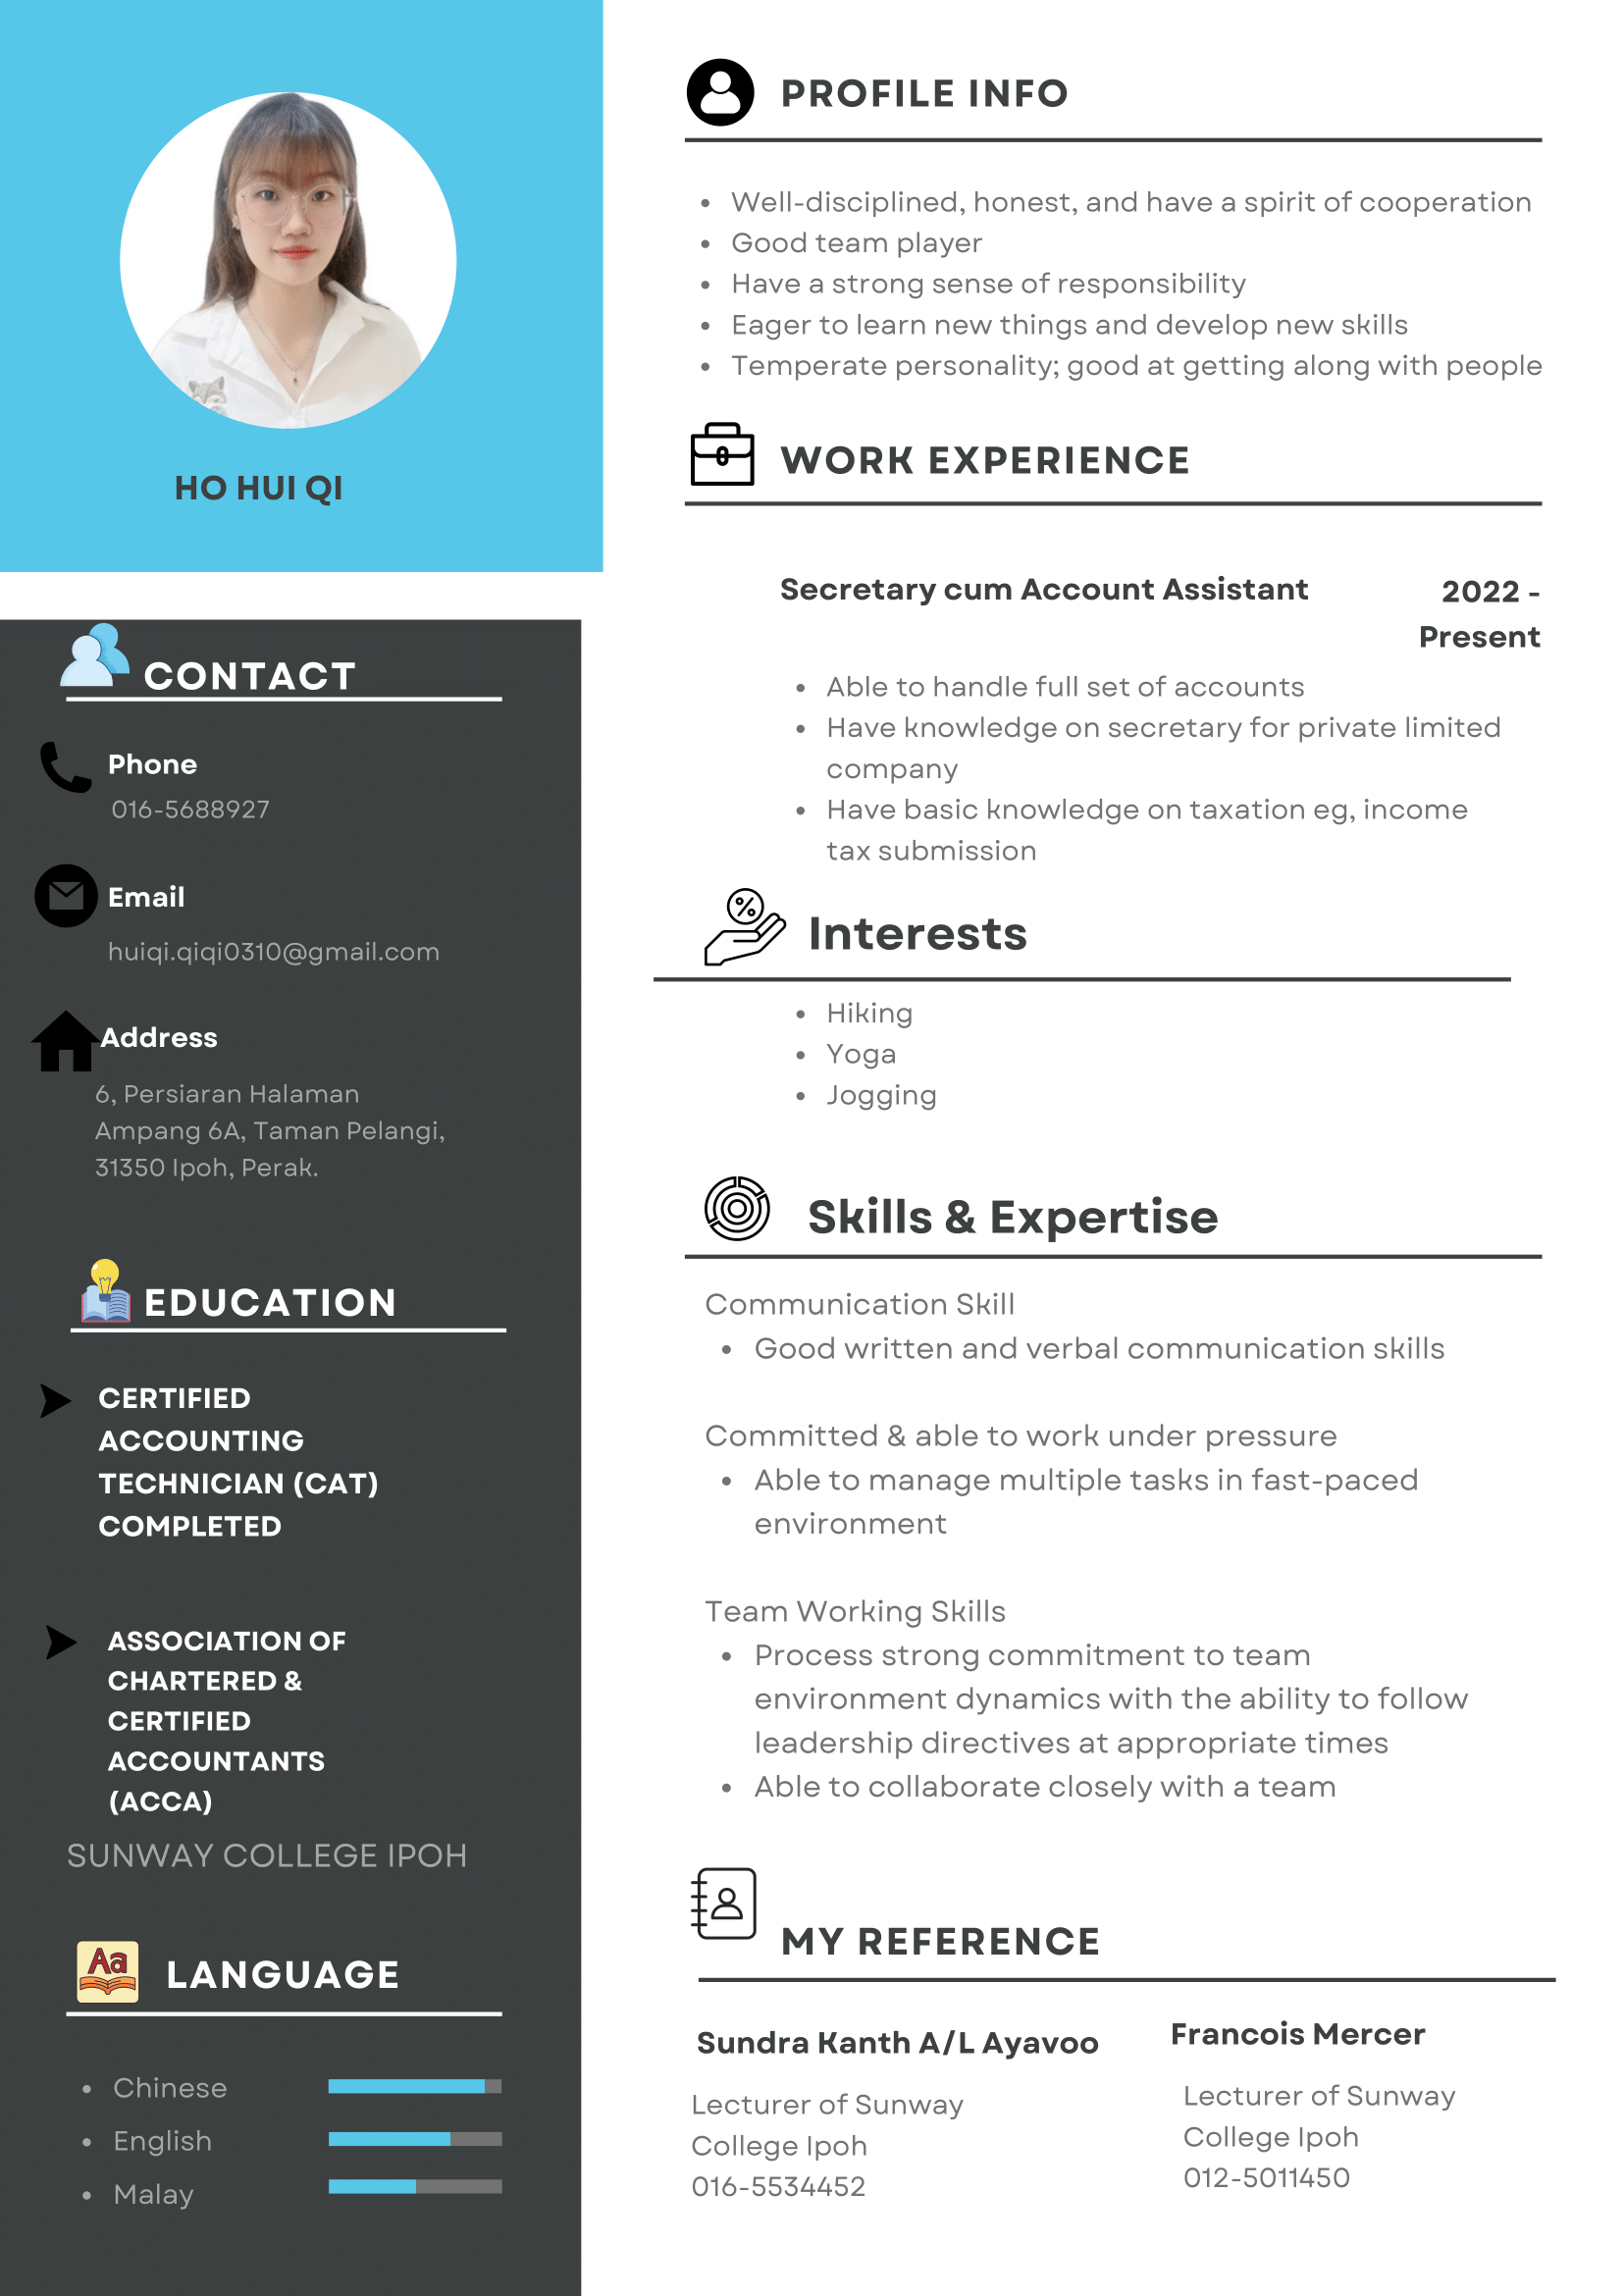 HO HUI QI
CONTACT
Phone
016-5688927
Email
huiqi.qiqi0310@gmail.com
Address
6, Persiaran Halaman
Ampang 6A, Taman Pelangi,
31350 Ipoh, Perak.
EDUCATION
CERTIFIED
ACCOUNTING
TECHNICIAN (CAT)
COMPLETED
ASSOCIATION OF
CHARTERED &
CERTIFIED
ACCOUNTANTS
(ACCA)
SUNWAY COLLEGE IPOH
Aa
LANGUAGE
• Chinese
• English
• Malay
PROFILE INFO
• Well-disciplined, honest, and have a spirit of cooperation
• Good team player
• Have a strong sense of responsibility
• Eager to learn new things and develop new skills
• Temperate personality; good at getting along with people
WORK EXPERIENCE
Secretary cum Account Assistant
2022 -
Present
• Able to handle full set of accounts
• Have knowledge on secretary for private limited
company
• Have basic knowledge on taxation eg, income
tax submission
%
Interests
• Hiking
• Yoga
• Jogging
Skills & Expertise
Communication Skill
• Good written and verbal communication skills
Committed & able to work under pressure
• Able to manage multiple tasks in fast-paced
environment
Team Working Skills
• Process strong commitment to team
environment dynamics with the ability to follow
leadership directives at appropriate times
• Able to collaborate closely with a team
MY REFERENCE
Sundra Kanth A/L Ayavoo
Lecturer of Sunway
College Ipoh
016-5534452
Francois Mercer
Lecturer of Sunway
College Ipoh
012-5011450